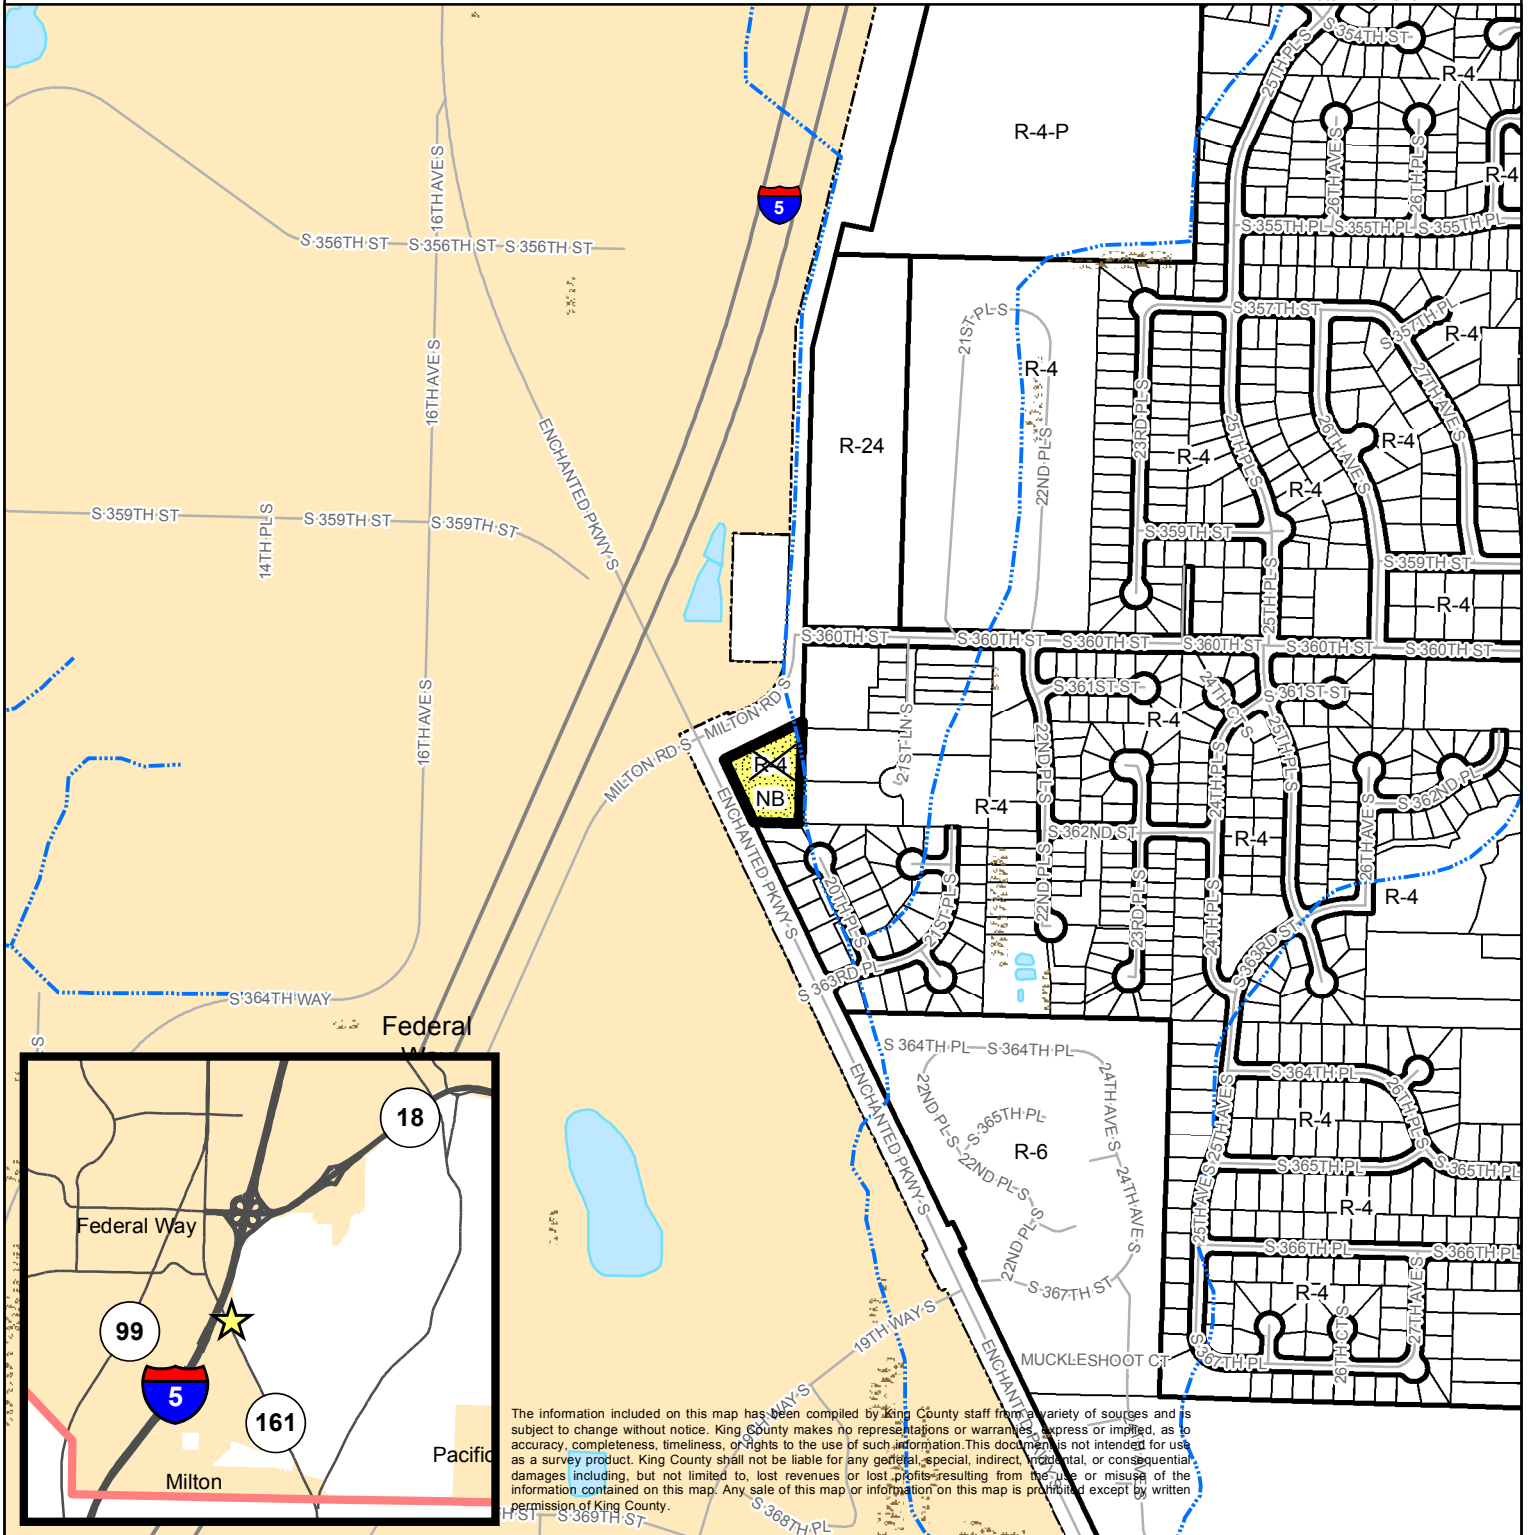 S 354TH ST
25TH PL S
R-4
R-4-P
16TH AVE S
26TH AVE S
26TH PL S
R-4
5
S 356TH ST
S 356TH ST
S 356TH ST
S 355TH PL
S 355TH PL
S 355TH PL
21ST PL S
S 357TH ST
S 357TH PL
R-4
16TH AVE S
R-4
27TH AVE S
23RD PL S
ENCHANTED PKWY S
R-24
22ND PL S
R-4
25TH PL S
26TH AVE S
R-4
R-4
S 359TH ST
S 359TH ST
S 359TH ST
14TH PL S
S 359TH ST
S 359TH ST
25TH PL S
R-4
S 360TH ST
S 360TH ST
S 360TH ST
S 360TH ST
S 360TH ST
S 360TH ST
16TH AVE S
MILTON RD S
21ST LN S
S 361ST ST
24TH CT S
S 361ST ST
R-4
MILTON RD S
22ND PL S
24TH PL S
25TH PL S
R-4
NB
R-4
S 362ND ST
R-4
S 362ND PL
26TH AVE S
ENCHANTED PKWY S
20TH PL S
21ST PL S
22ND PL S
23RD PL S
24TH PL S
R-4
S 363RD PL
S 363RD ST
S 364TH WAY
Federal
Way
S
S 364TH PL
S 364TH PL
24TH AVE S
22ND PL S
S 365TH PL
R-6
22ND PL S
24TH AVE S
22ND PL S
S 367TH ST
ENCHANTED PKWY S
S 364TH PL
26TH PL S
25TH AVE S
R-4
S 365TH PL
S 365TH PL
25TH AVE S
R-4
S 366TH PL
S 366TH PL
R-4
27TH AVE S
26TH CT S
S 367TH PL
19TH WAY S
ENCHANTED PKWY S
MUCKLESHOOT CT
19TH WAY S
18
Federal Way
99
5
161
Pacific
Milton
The information included on this map has been compiled by King County staff from a variety of sources and is
subject to change without notice. King County makes no representations or warranties, express or implied, as to
accuracy, completeness, timeliness, or rights to the use of such information.This document is not intended for use
as a survey product. King County shall not be liable for any general, special, indirect, incidental, or consequential
damages including, but not limited to, lost revenues or lost profits resulting from the use or misuse of the
information contained on this map. Any sale of this map or information on this map is prohibited except by written
permission of King County.
H ST
S 369TH ST
S 368TH PL